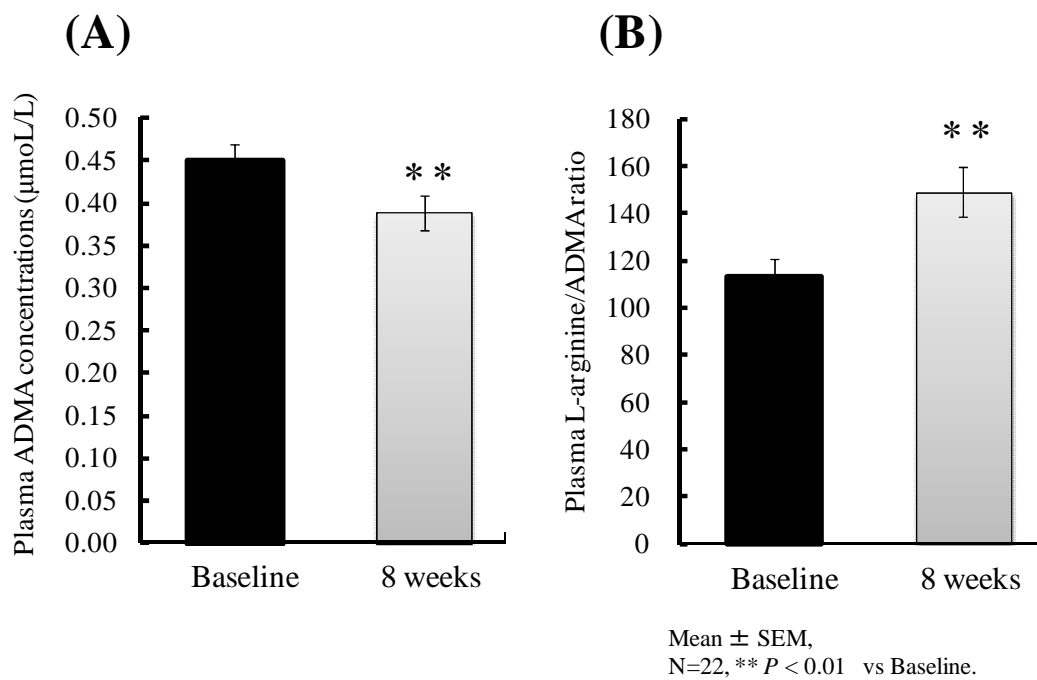 (A)
Plasma ADMA concentrations (μmoL/L)
0.50
0.45
0.40
0.35
0.30
0.25
0.20
0.15
0.10
0.05
0.00
**
Baseline
8 weeks
(B)
Plasma L-arginine/ADMA ratio
180
160
140
120
100
80
60
40
20
0
**
Baseline
8 weeks
Mean ± SEM,
N=22, ** P < 0.01 vs Baseline.